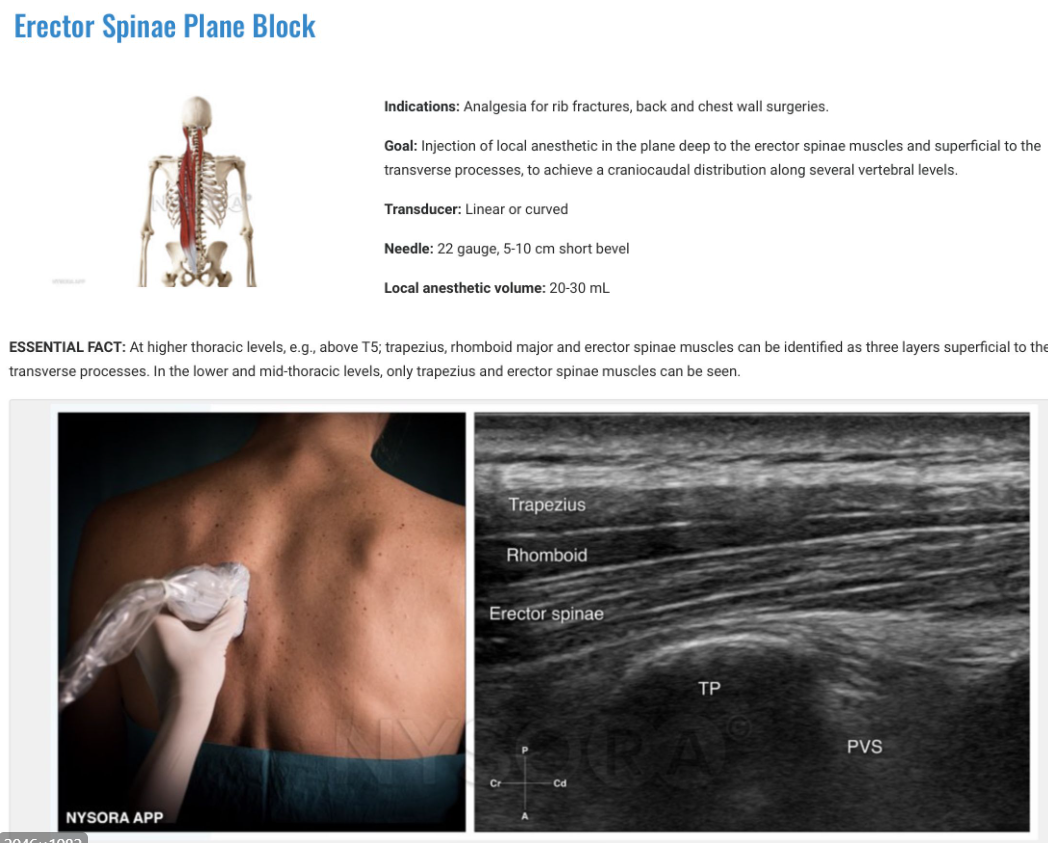 Erector Spinae Plane Block
Indications: Analgesia for rib fractures, back and chest wall surgeries.
Goal: Injection of local anesthetic in the plane deep to the erector spinae muscles and superficial to the
transverse processes, to achieve a craniocaudal distribution along several vertebral levels.
Transducer: Linear or curved
Needle: 22 gauge, 5-10 cm short bevel
Local anesthetic volume: 20-30 mL
NYSORA®
NYSORA APP
ESSENTIAL FACT: At higher thoracic levels, e.g., above T5; trapezius, rhomboid major and erector spinae muscles can be identified as three layers superficial to the
transverse processes. In the lower and mid-thoracic levels, only trapezius and erector spinae muscles can be seen.
Trapezius
Rhomboid
Erector spinae
TP
PVS
NYSORA©
P
Cr Cd
A
NYSORA APP